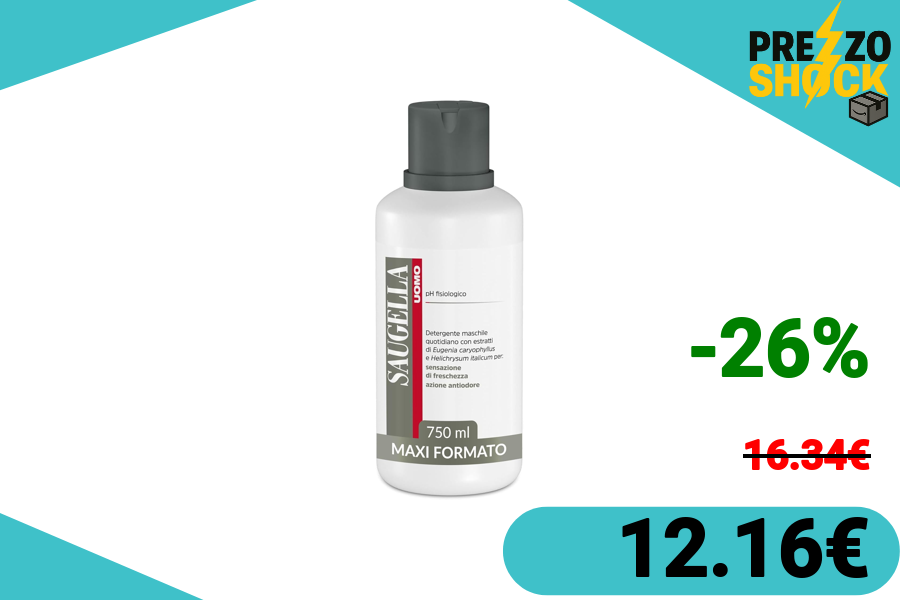 PREZZO
SHOCK
SAUGELLA
UOMO
pH fisiologico
Detergente maschile
quotidiano con estratti
di Eugenia caryophyllus
e Helichrysum italicum per:
sensazione
di freschezza
azione antiodore
750 ml
MAXI FORMATO
-26%
16.34€
12.16€